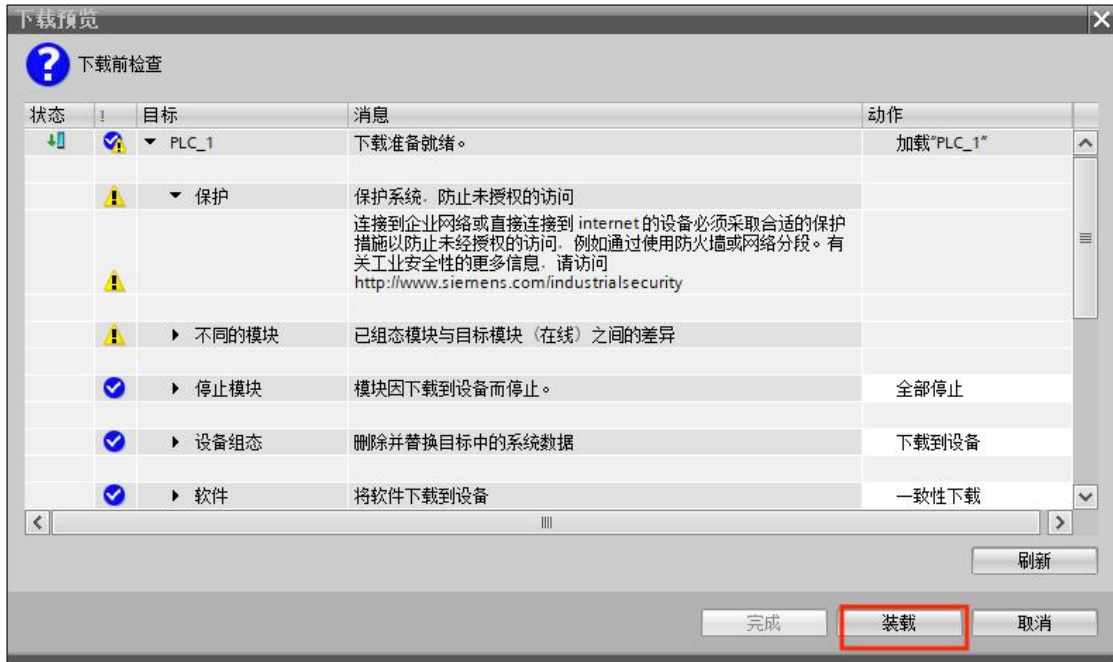 下载预览
下载前检查
状态 ! 目标 消息 动作
PLC_1 下载准备就绪。 加载"PLC_1"
保护 保护系统，防止未授权的访问
连接到企业网络或直接连接到 internet 的设备必须采取合适的保护
措施以防止未经授权的访问，例如通过使用防火墙或网络分段。有
关工业安全性的更多信息，请访问
http://www.siemens.com/industrialsecurity
不同的模块 已组态模块与目标模块（在线）之间的差异
停止模块 模块因下载到设备而停止。 全部停止
设备组态 删除并替换目标中的系统数据 下载到设备
软件 将软件下载到设备 一致性下载
刷新
完成 装载 取消